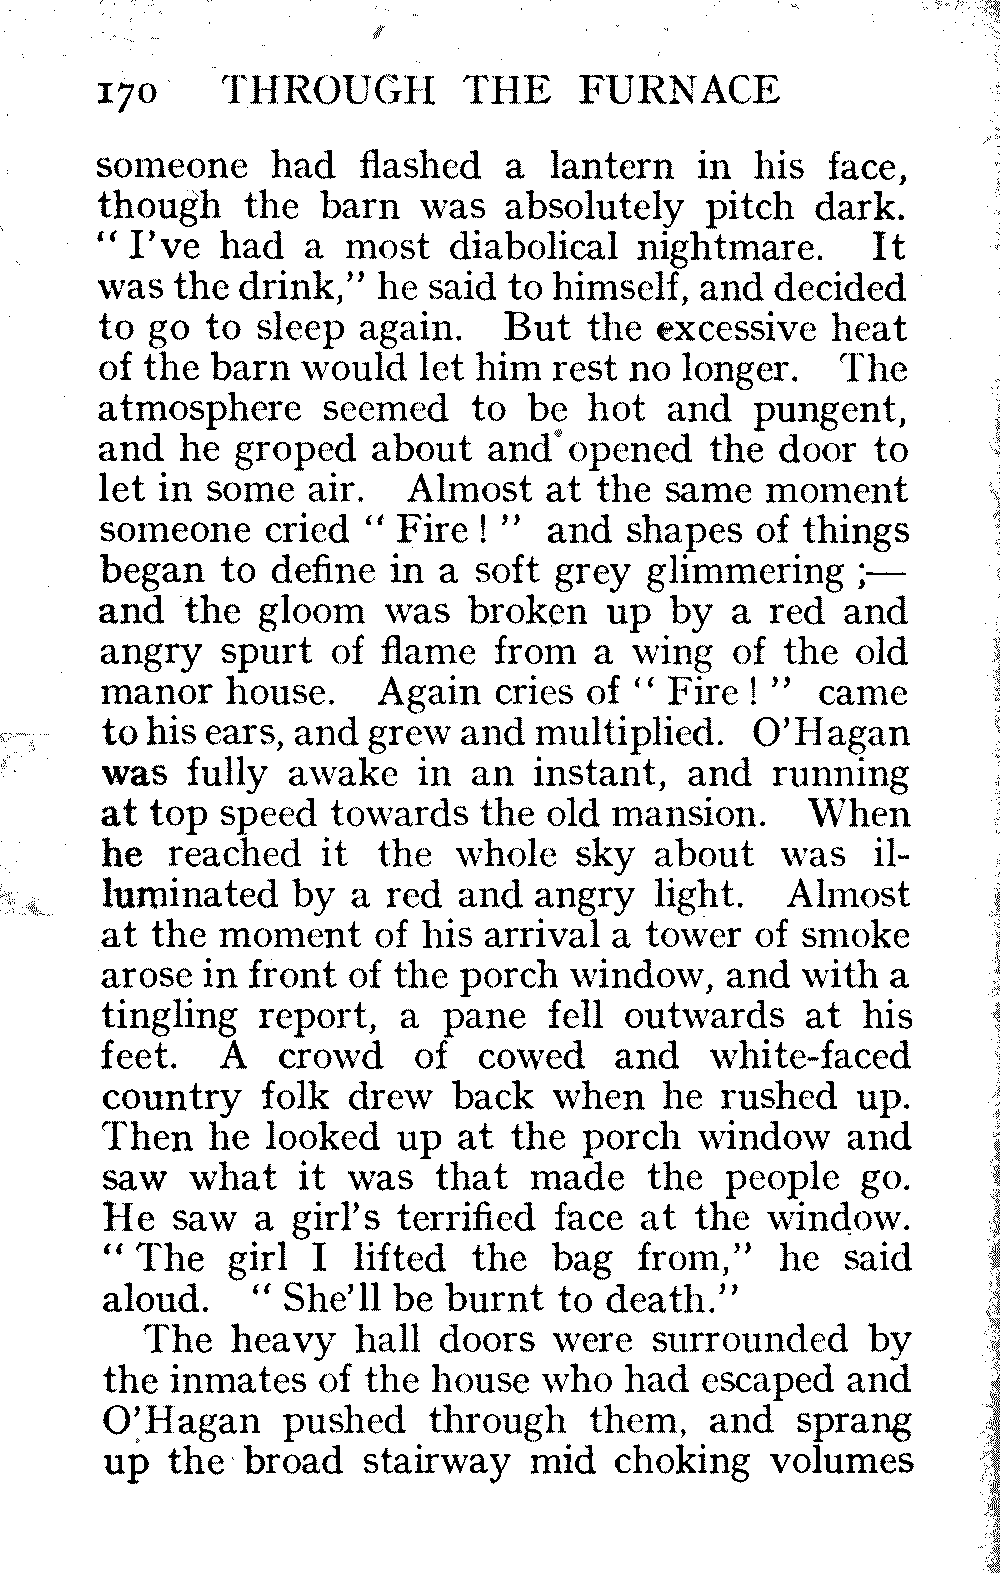 170 THROUGH THE FURNACE
someone had flashed a lantern in his face,
though the barn was absolutely pitch dark.
“ I’ve had a most diabolical nightmare. It
was the drink,” he said to himself, and decided
to go to sleep again. But the excessive heat
of the barn would let him rest no longer. The
atmosphere seemed to be hot and pungent,
and he groped about and opened the door to
let in some air. Almost at the same moment
someone cried “ Fire ! ” and shapes of things
began to define in a soft grey glimmering ;—
and the gloom was broken up by a red and
angry spurt of flame from a wing of the old
manor house. Again cries of “ Fire ! ” came
to his ears, and grew and multiplied. O’Hagan
was fully awake in an instant, and running
at top speed towards the old mansion. When
he reached it the whole sky about was il-
luminated by a red and angry light. Almost
at the moment of his arrival a tower of smoke
arose in front of the porch window, and with a
tingling report, a pane fell outwards at his
feet. A crowd of cowed and white-faced
country folk drew back when he rushed up.
Then he looked up at the porch window and
saw what it was that made the people go.
He saw a girl’s terrified face at the window.
“ The girl I lifted the bag from,” he said
aloud. “ She’ll be burnt to death.”
The heavy hall doors were surrounded by
the inmates of the house who had escaped and
O’Hagan pushed through them, and sprang
up the broad stairway mid choking volumes